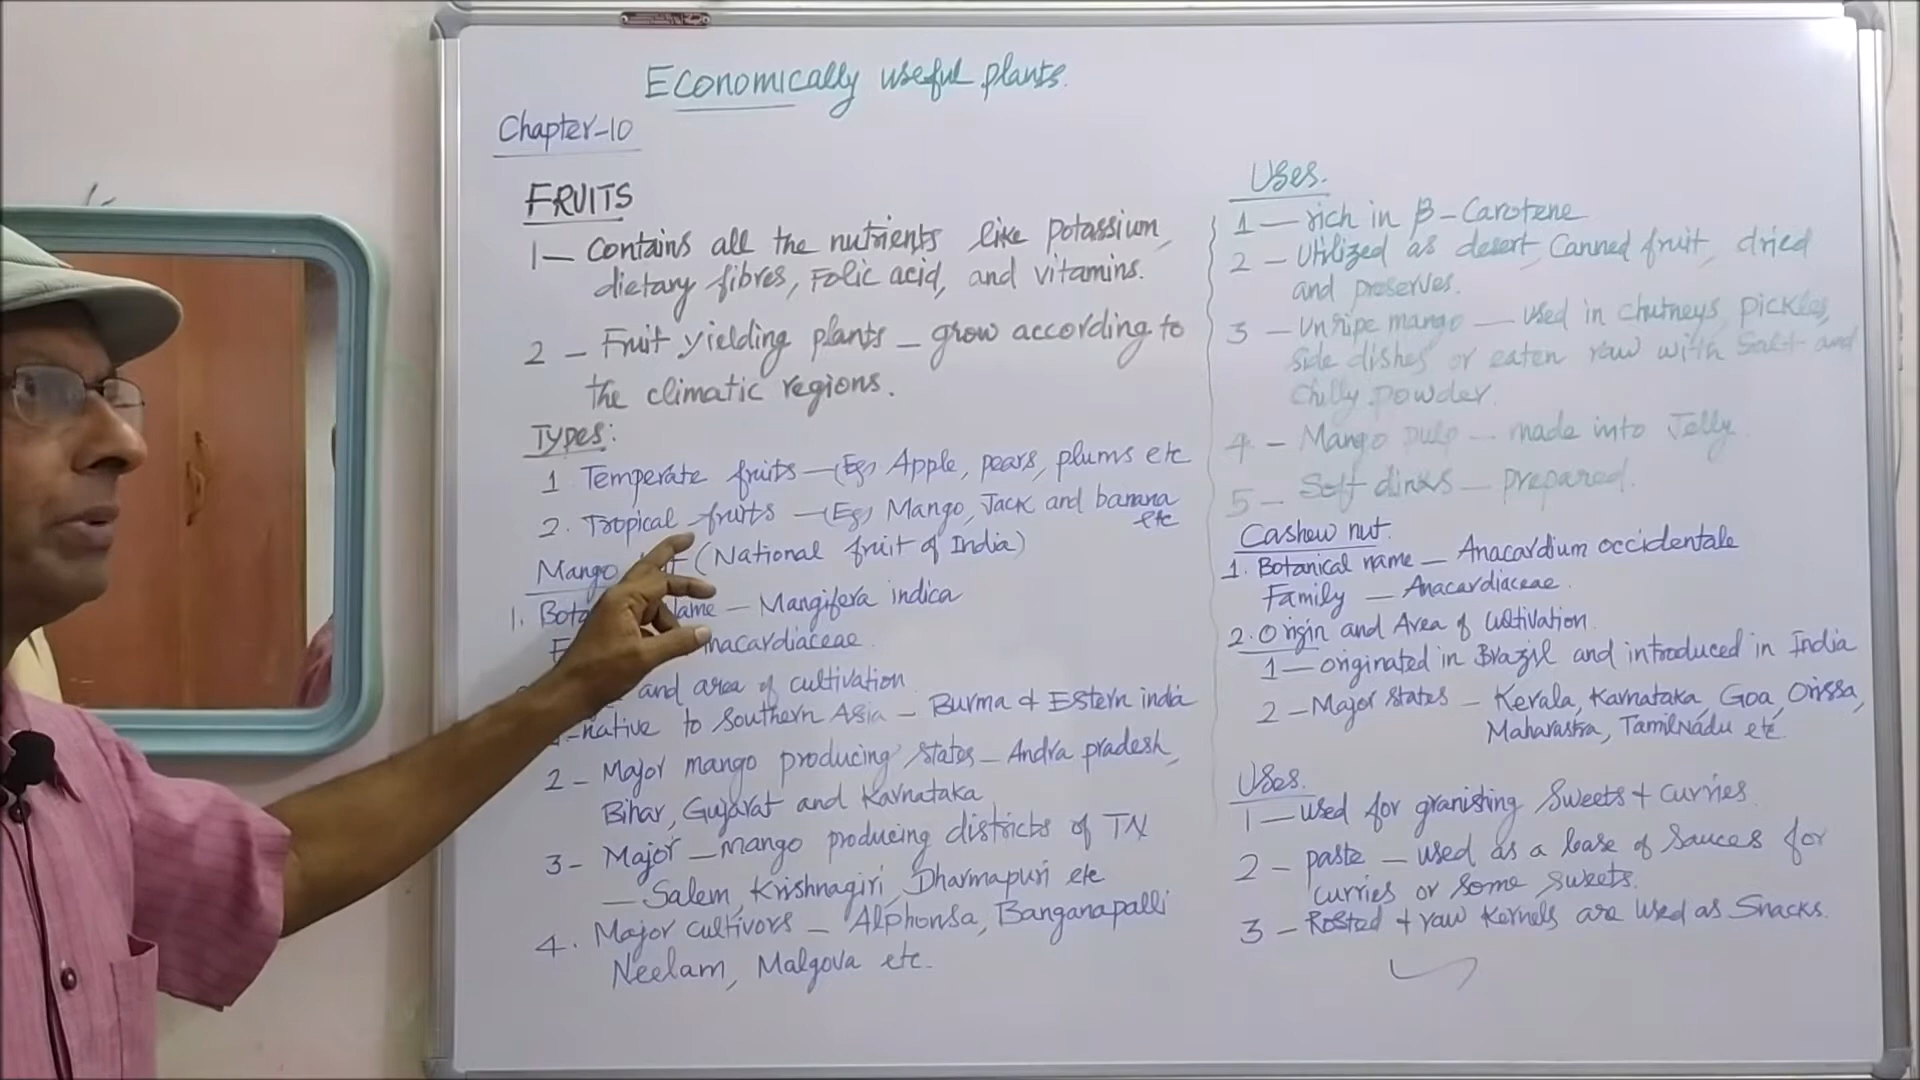 Economically useful plants.
Chapter-10
FRUITS
1— Contains all the nutrients like potassium,
dietary fibres, Folic acid, and vitamins.
2 — Fruit yielding plants — grow according to
the climatic regions.
Types:
1 Temperate fruits —(Eg) Apple, pears, plums etc
2. Tropical fruits —(Eg) Mango, Jack and banana
etc
Mango (National fruit of India)
1. Name — Mangifera indica
and area of cultivation
native to Southern Asia — Burma & Estern india
2 — Major mango producing states — Andra pradesh,
Bihar, Gujarat and Karnataka
3 — Major — mango producing districts of TN
— Salem, Krishnagiri, Dharmapuri etc
4. Major cultivors — Alphonsa, Banganapalli
Neelam, Malgova etc.
Uses.
1 — rich in β-Carotene
2 — Utilized as desert, Canned fruit, dried
and preserves.
3 — Unripe mango — used in chutneys pickles,
side dishes or eaten raw with Salt and
chilly powder.
4 — Mango pulp — made into Jelly
5 — Soft dinks — prepared.
Cashew nut.
1. Botanical name — Anacardium occidentale
Family — Anacardiaceae.
2. Origin and Area of cultivation.
1 — originated in Brazil and introduced in India
2 — Major states — Kerala, Karnataka, Goa, Orissa,
Maharastra, Tamilnadu etc
Uses.
1 — used for granishing Sweets + curries
2 — paste — used as a base of Sauces for
curries or some sweets.
3 — Rosted + raw Kernels are used as Snacks.